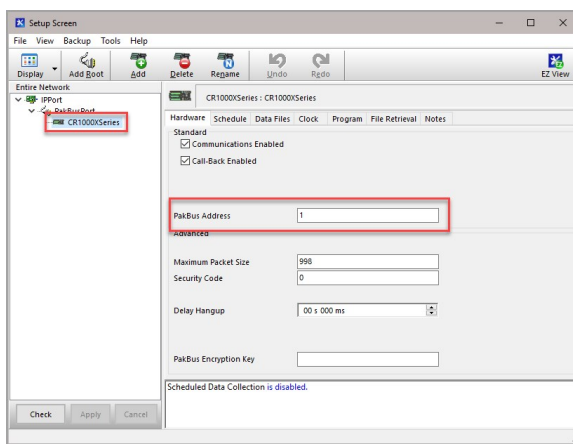 Setup Screen
File View Backup Tools Help
Display Add Root Add Delete Rename Undo Redo EZ View
Entire Network
IPPort
PakBusPort
CR1000XSeries
CR1000XSeries : CR1000XSeries
Hardware Schedule Data Files Clock Program File Retrieval Notes
Standard
Communications Enabled
Call-Back Enabled
PakBus Address 1
Advanced
Maximum Packet Size 998
Security Code 0
Delay Hangup 00 s 000 ms
PakBus Encryption Key
Scheduled Data Collection is disabled.
Check Apply Cancel